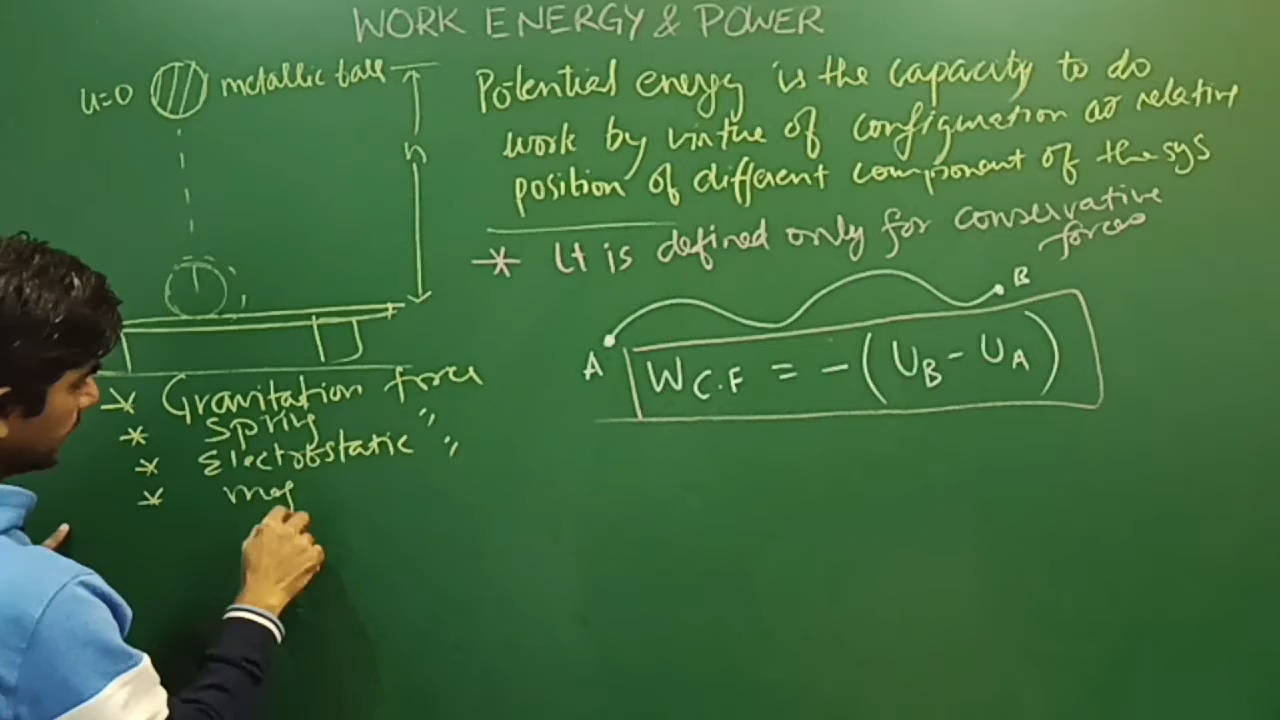 WORK ENERGY & POWER
u=0
metallic ball
h
Potential energy is the capacity to do
work by virtue of configuration or relative
position of different component of the sys
* It is defined only for conservative
forces
A
B
W C.F = - (U_B - U_A)
* Gravitation force
* Spring "
* Electrostatic "
* mag